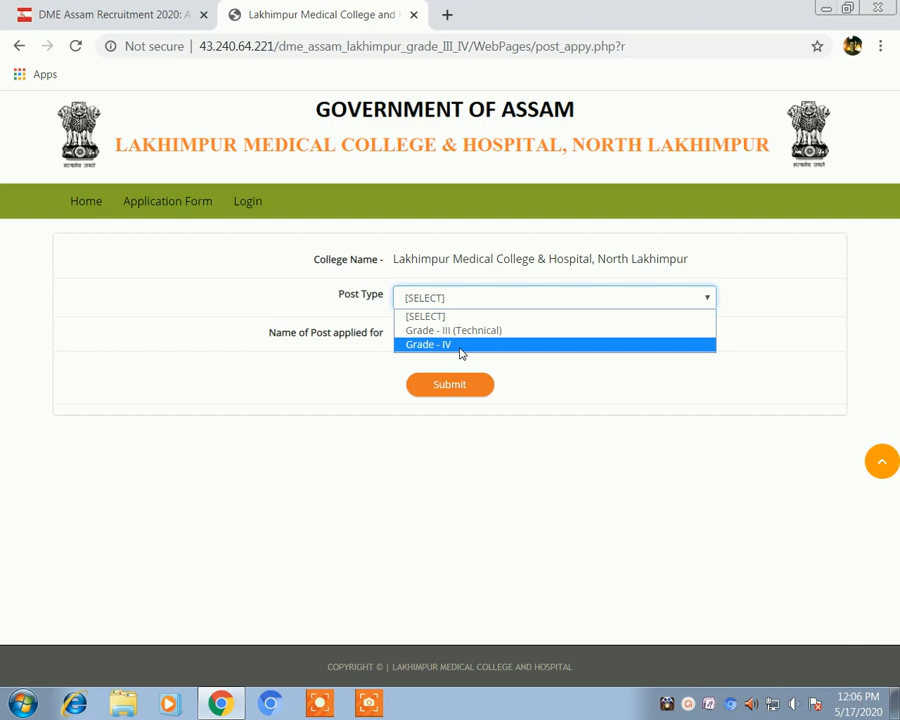 DME Assam Recruitment 2020: A
Lakhimpur Medical College and
Not secure
43.240.64.221/dme_assam_lakhimpur_grade_III_IV/WebPages/post_appy.php?r
Apps
GOVERNMENT OF ASSAM
LAKHIMPUR MEDICAL COLLEGE & HOSPITAL, NORTH LAKHIMPUR
Home
Application Form
Login
College Name -
Lakhimpur Medical College & Hospital, North Lakhimpur
Post Type
[SELECT]
[SELECT]
Grade - III (Technical)
Name of Post applied for
Grade - IV
Submit
COPYRIGHT © | LAKHIMPUR MEDICAL COLLEGE AND HOSPITAL
12:06 PM
5/17/2020